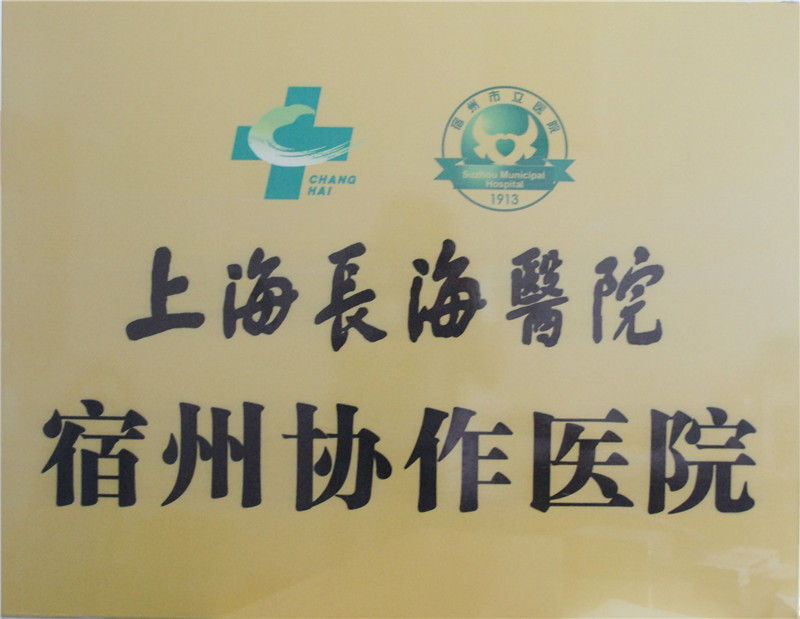 CHANG
HAI
宿州市立医院
Suzhou Municipal
Hospital
1913
上海長海醫院
宿州协作医院